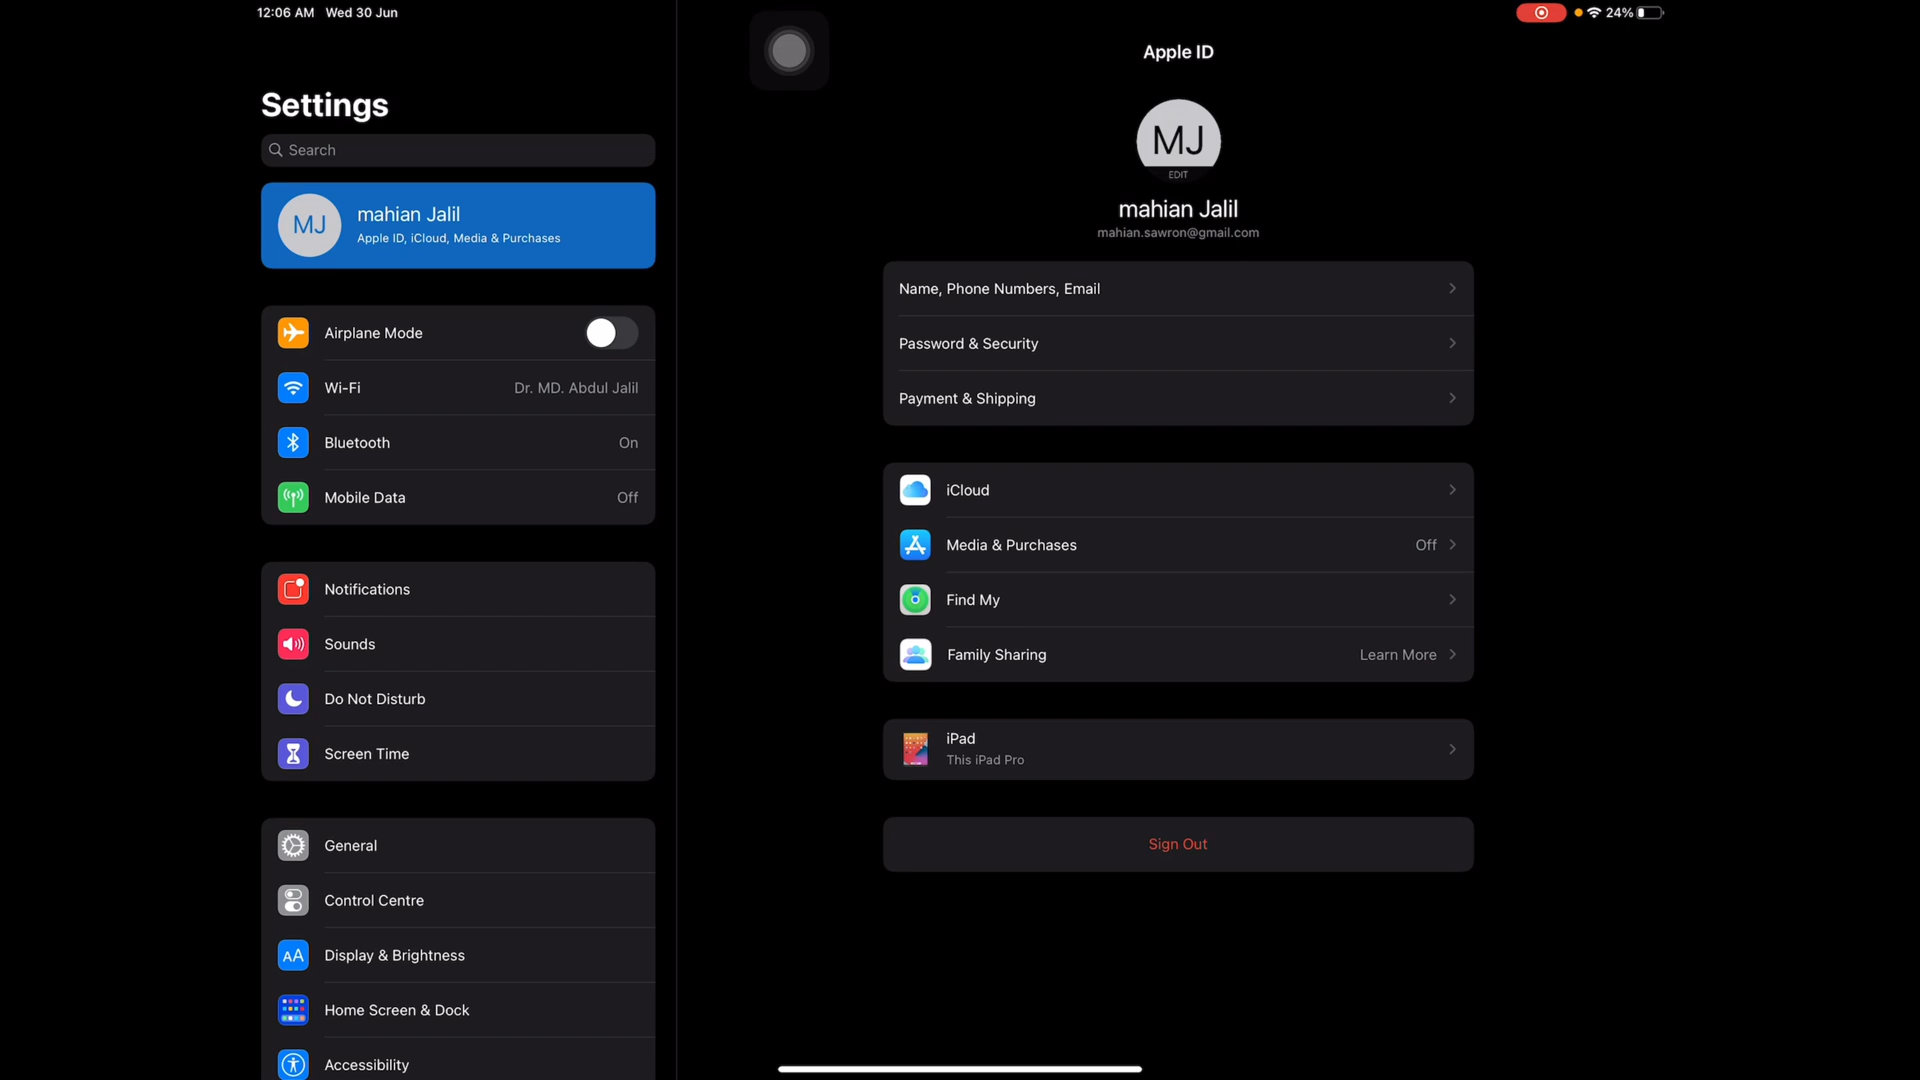 12:06 AM Wed 30 Jun
24%
Settings
Search
MJ
mahian Jalil
Apple ID, iCloud, Media & Purchases
Airplane Mode
Wi-Fi Dr. MD. Abdul Jalil
Bluetooth On
Mobile Data Off
Notifications
Sounds
Do Not Disturb
Screen Time
General
Control Centre
AA Display & Brightness
Home Screen & Dock
Accessibility
Apple ID
MJ
EDIT
mahian Jalil
mahian.sawron@gmail.com
Name, Phone Numbers, Email
Password & Security
Payment & Shipping
iCloud
Media & Purchases Off
Find My
Family Sharing Learn More
iPad
This iPad Pro
Sign Out